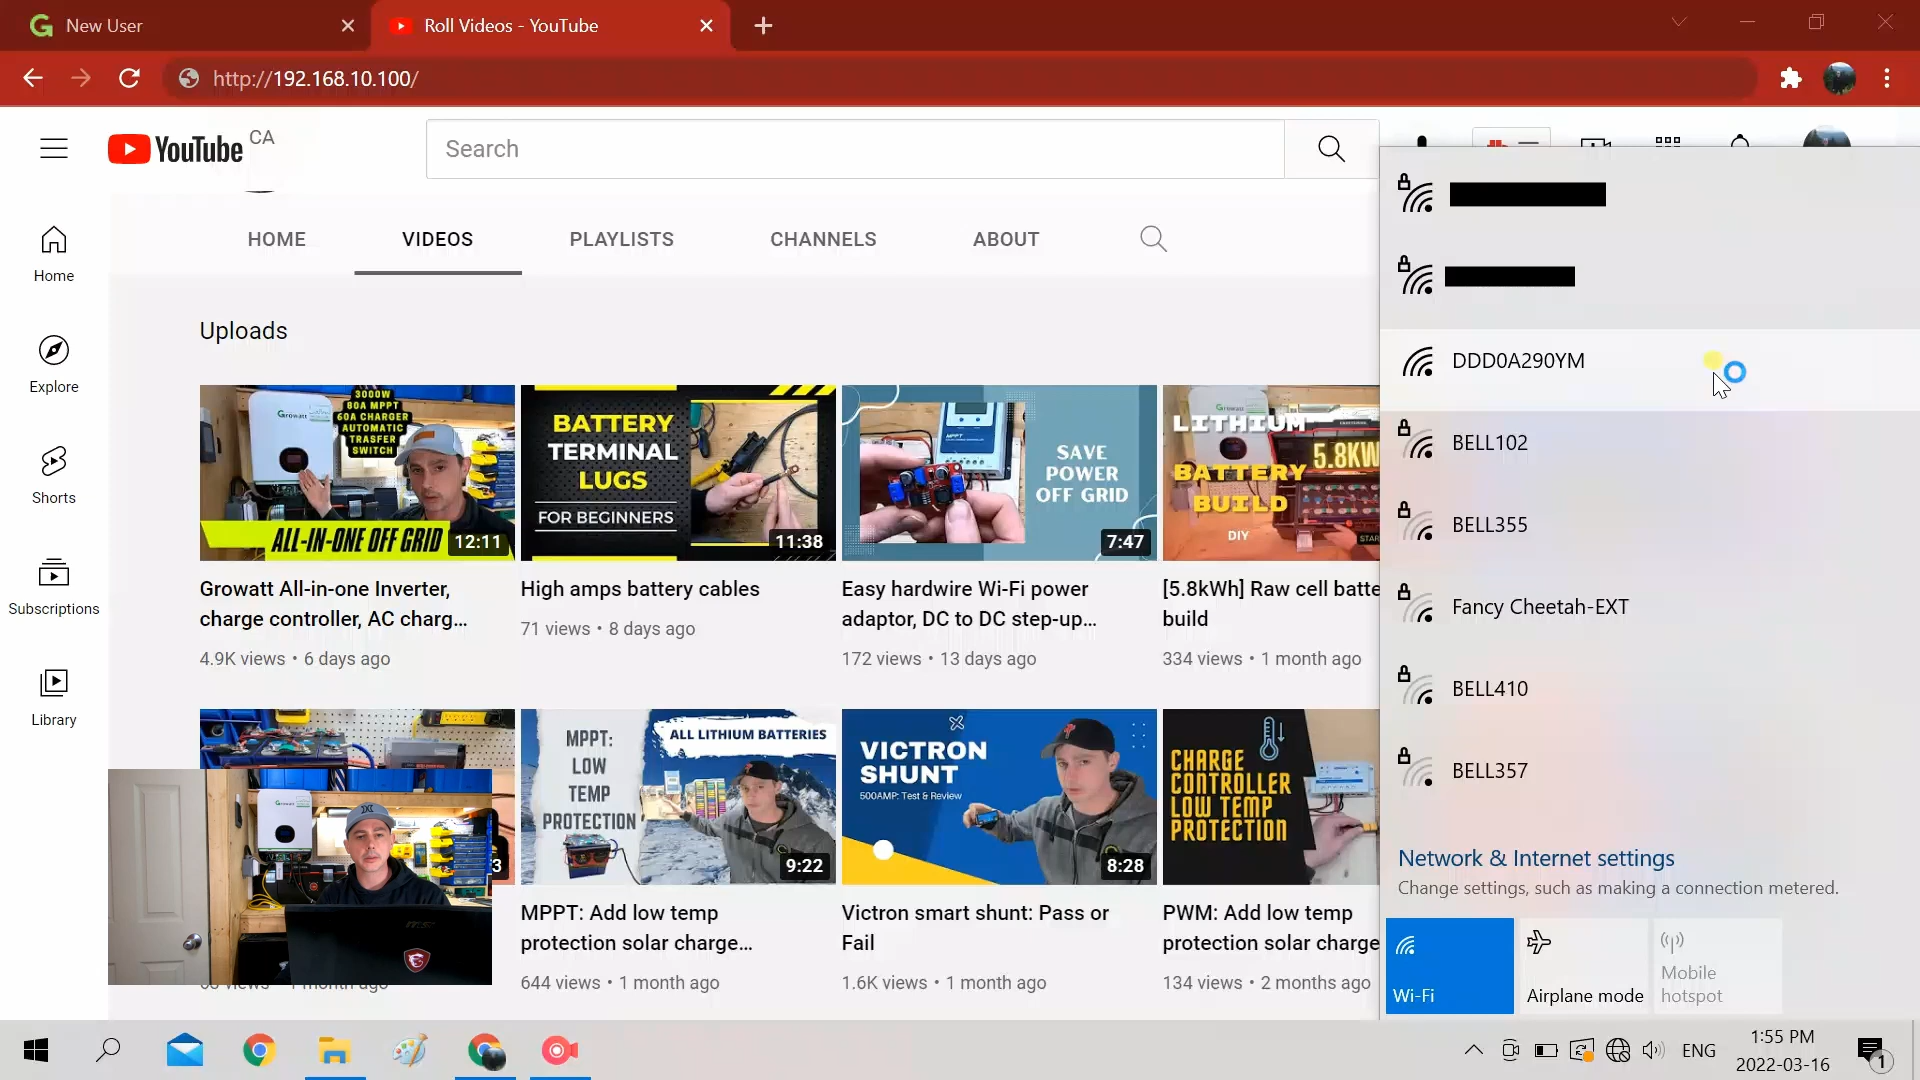 New User
Roll Videos - YouTube
http://192.168.10.100/
YouTube CA
Search
HOME
VIDEOS
PLAYLISTS
CHANNELS
ABOUT
Home
Explore
Shorts
Subscriptions
Library
Uploads
GROWATT
3000W
80A MPPT
60A CHARGER
AUTOMATIC
TRASFER
SWITCH
ALL-IN-ONE OFF GRID
12:11
Growatt All-in-one Inverter,
charge controller, AC charg...
4.9K views • 6 days ago
BATTERY
TERMINAL
LUGS
FOR BEGINNERS
11:38
High amps battery cables
71 views • 8 days ago
MPPT
SAVE
POWER
OFF GRID
7:47
Easy hardwire Wi-Fi power
adaptor, DC to DC step-up...
172 views • 13 days ago
LITHIUM
BATTERY
BUILD
5.8KW
DIY
STAR
[5.8kWh] Raw cell batte
build
334 views • 1 month ago
3
MPPT:
LOW
TEMP
PROTECTION
ALL LITHIUM BATTERIES
9:22
MPPT: Add low temp
protection solar charge...
644 views • 1 month ago
VICTRON
SHUNT
500AMP: Test & Review
8:28
Victron smart shunt: Pass or
Fail
1.6K views • 1 month ago
CHARGE
CONTROLLER
LOW TEMP
PROTECTION
PWM: Add low temp
protection solar charge
134 views • 2 months ago
DDD0A290YM
BELL102
BELL355
Fancy Cheetah-EXT
BELL410
BELL357
Network & Internet settings
Change settings, such as making a connection metered.
Wi-Fi
Airplane mode
Mobile
hotspot
ENG
1:55 PM
2022-03-16
1